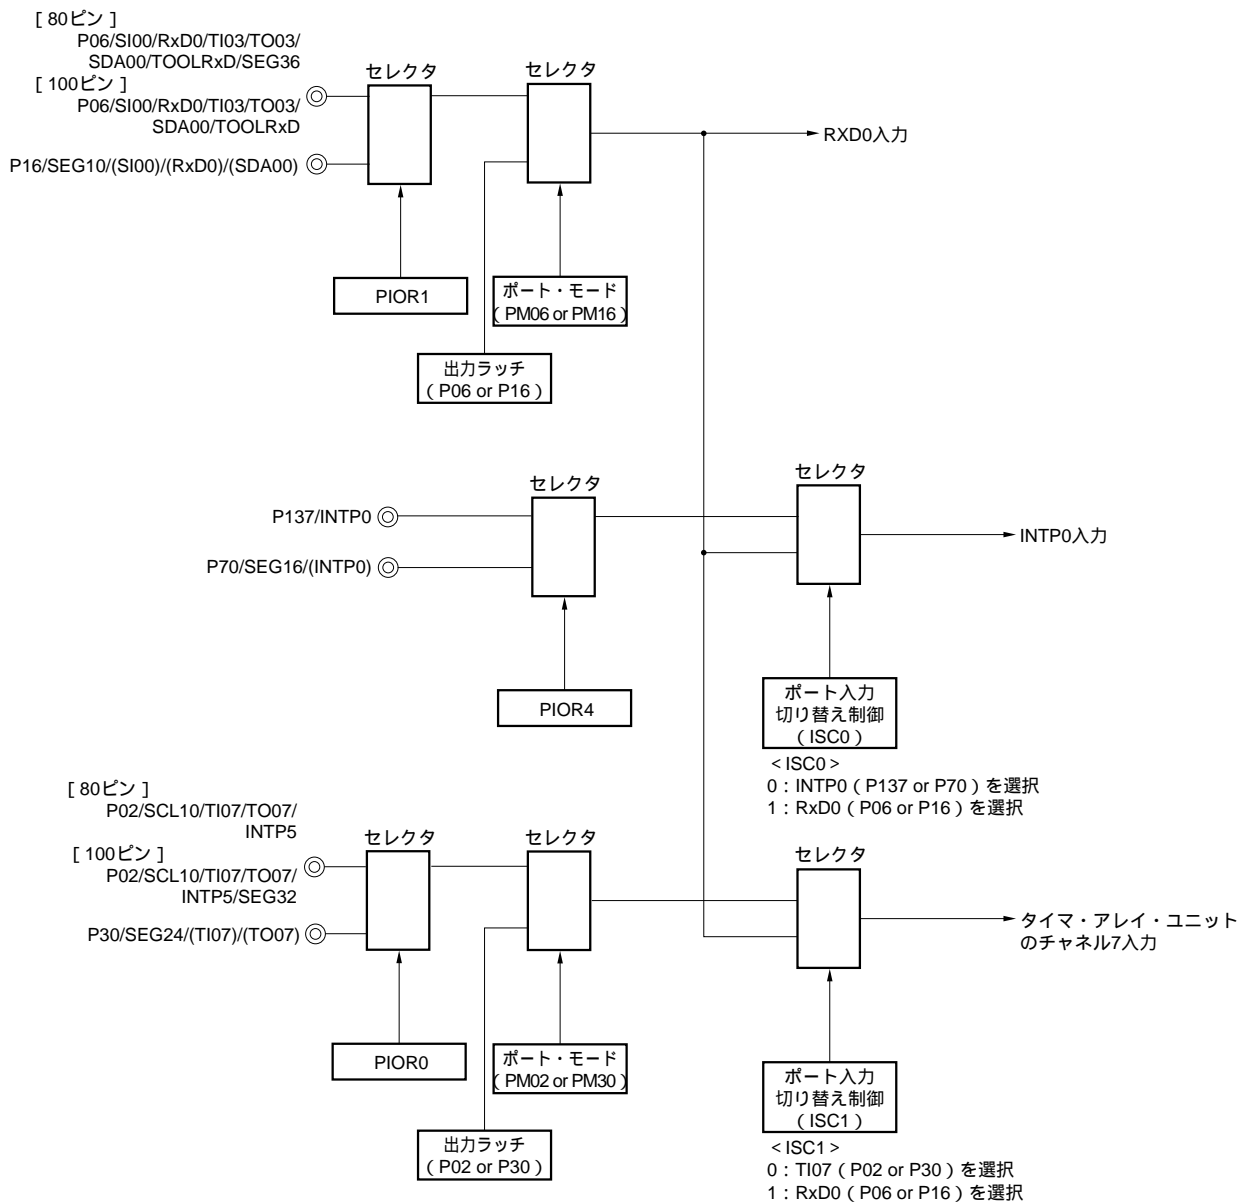 [ 80ピン ]
P06/SI00/RxD0/TI03/TO03/
SDA00/TOOLRxD/SEG36
[ 100ピン ]
P06/SI00/RxD0/TI03/TO03/
SDA00/TOOLRxD
P16/SEG10/(SI00)/(RxD0)/(SDA00)
セレクタ
セレクタ
RXD0入力
PIOR1
ポート・モード
( PM06 or PM16 )
出力ラッチ
( P06 or P16 )
セレクタ
セレクタ
P137/INTP0
P70/SEG16/(INTP0)
INTP0入力
PIOR4
ポート入力
切り替え制御
( ISC0 )
< ISC0 >
0 : INTP0 ( P137 or P70 ) を選択
1 : RxD0 ( P06 or P16 ) を選択
[ 80ピン ]
P02/SCL10/TI07/TO07/
INTP5
[ 100ピン ]
P02/SCL10/TI07/TO07/
INTP5/SEG32
P30/SEG24/(TI07)/(TO07)
セレクタ
セレクタ
セレクタ
タイマ・アレイ・ユニット
のチャネル7入力
PIOR0
ポート・モード
( PM02 or PM30 )
出力ラッチ
( P02 or P30 )
ポート入力
切り替え制御
( ISC1 )
< ISC1 >
0 : TI07 ( P02 or P30 ) を選択
1 : RxD0 ( P06 or P16 ) を選択